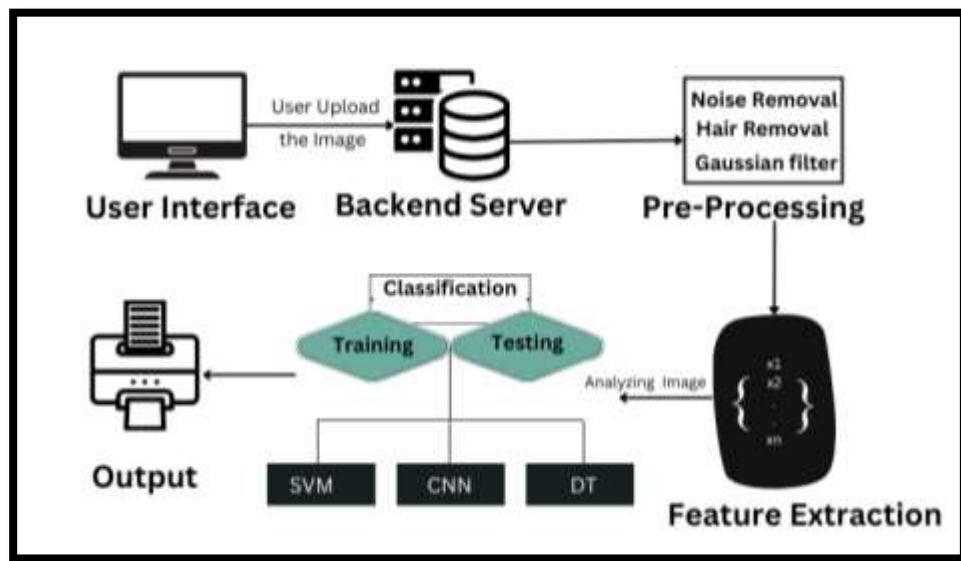 User Upload
the Image
User Interface
Backend Server
Noise Removal
Hair Removal
Gaussian filter
Pre-Processing
Classification
Training
Testing
Analyzing Image
x1
x2
.
.
xn
SVM
CNN
DT
Output
Feature Extraction